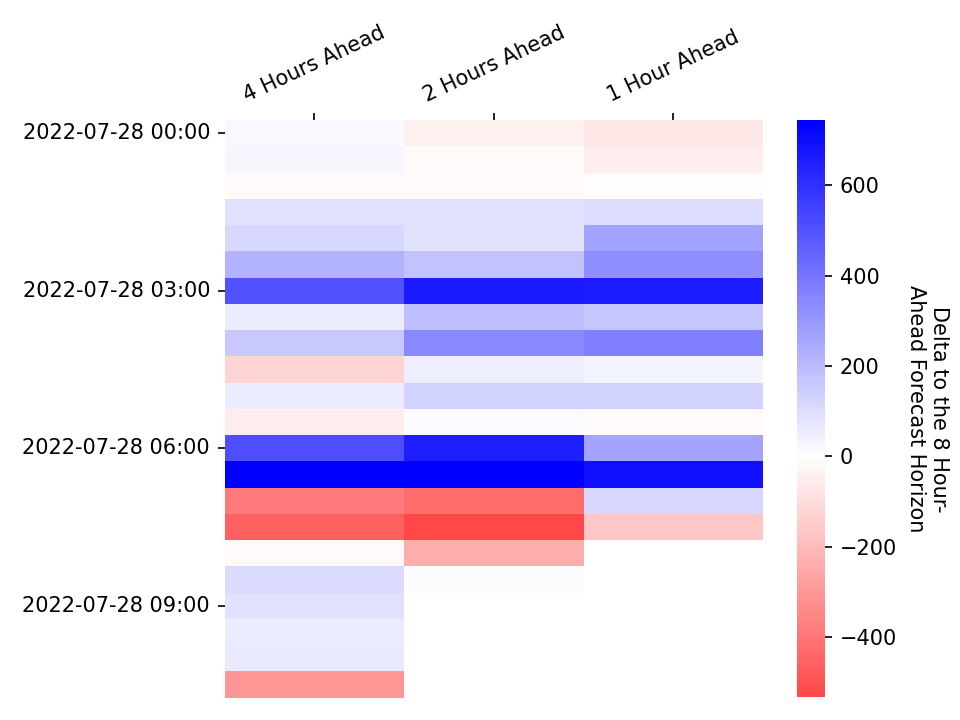 4 Hours Ahead
2 Hours Ahead
1 Hour Ahead
2022-07-28 00:00
2022-07-28 03:00
2022-07-28 06:00
2022-07-28 09:00
600
400
200
0
−200
−400
Delta to the 8 Hour-
Ahead Forecast Horizon